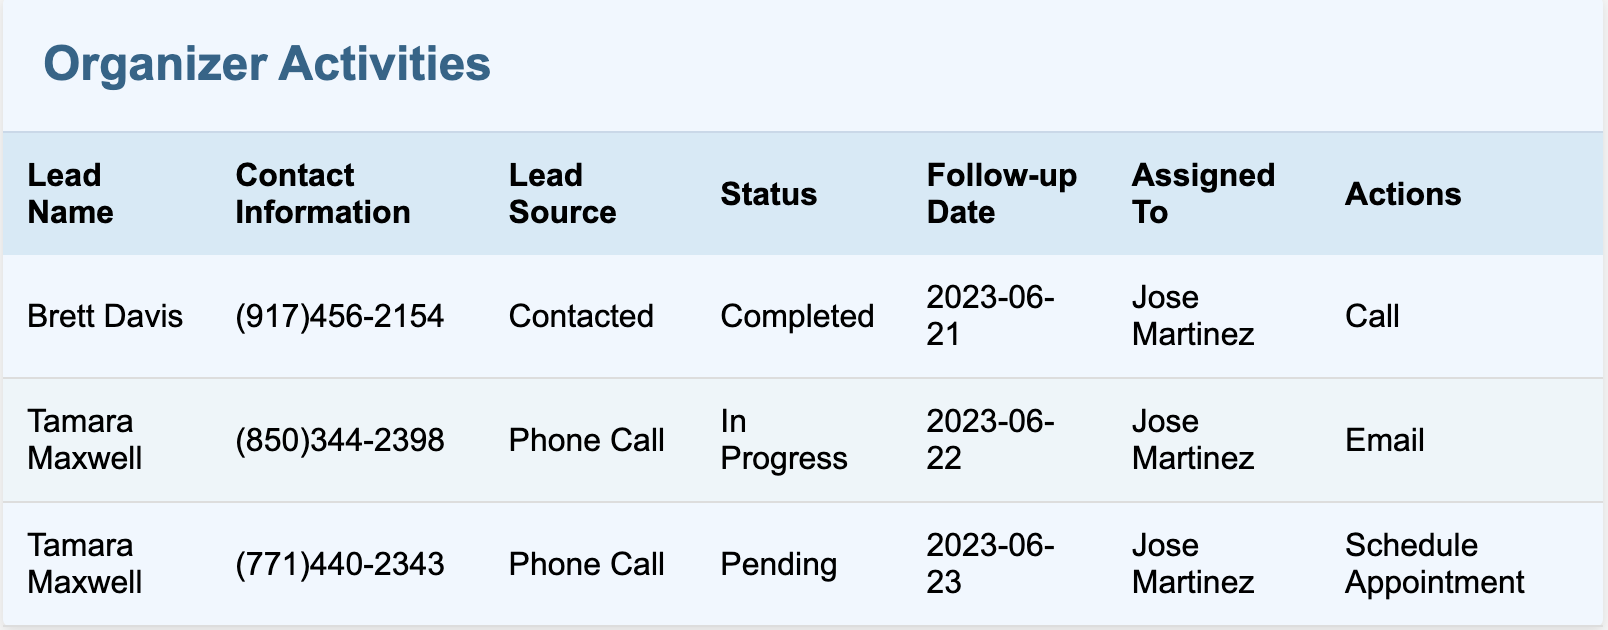 Organizer Activities
Lead Name	Contact Information	Lead Source	Status	Follow-up Date	Assigned To	Actions
Brett Davis	(917)456-2154	Contacted	Completed	2023-06-21	Jose Martinez	Call
Tamara Maxwell	(850)344-2398	Phone Call	In Progress	2023-06-22	Jose Martinez	Email
Tamara Maxwell	(771)440-2343	Phone Call	Pending	2023-06-23	Jose Martinez	Schedule Appointment